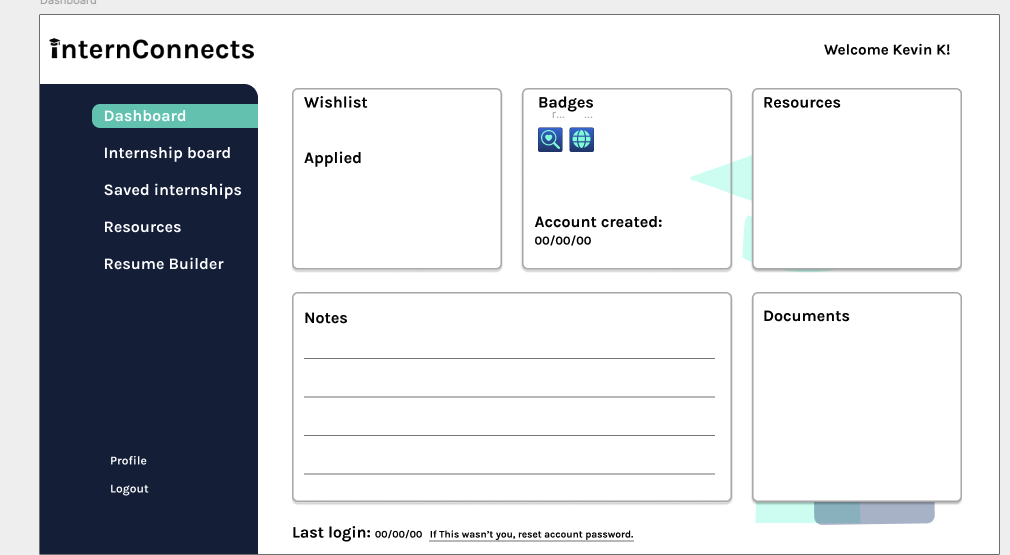 Dashboard
internConnects
Welcome Kevin K!
Dashboard
Internship board
Saved internships
Resources
Resume Builder
Profile
Logout
Wishlist
Applied
Badges
Account created:
00/00/00
Resources
Notes
Documents
Last login: 00/00/00 If This wasn't you, reset account password.